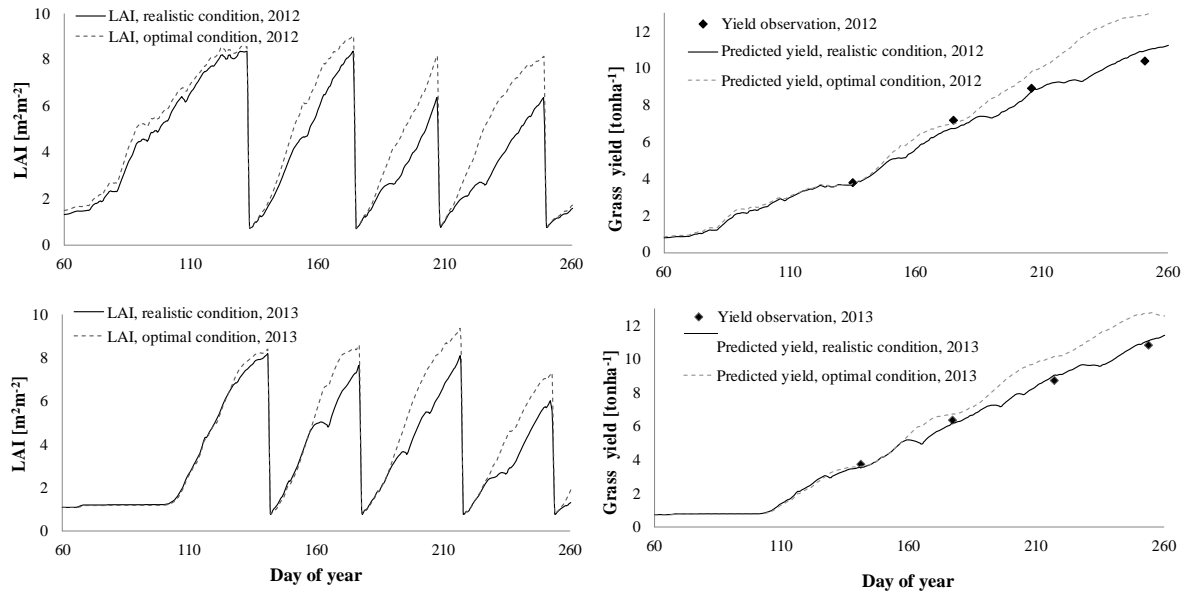 LAI, realistic condition, 2012
LAI, optimal condition, 2012
LAI [m²m⁻²]
10
8
6
4
2
0
60
110
160
210
260
Yield observation, 2012
Predicted yield, realistic condition, 2012
Predicted yield, optimal condition, 2012
Grass yield [tonha⁻¹]
12
10
8
6
4
2
0
60
110
160
210
260
LAI, realistic condition, 2013
LAI, optimal condition, 2013
LAI [m²m⁻²]
10
8
6
4
2
0
60
110
160
210
260
Day of year
Yield observation, 2013
Predicted yield, realistic condition, 2013
Predicted yield, optimal condition, 2013
Grass yield [tonha⁻¹]
12
10
8
6
4
2
0
60
110
160
210
260
Day of year